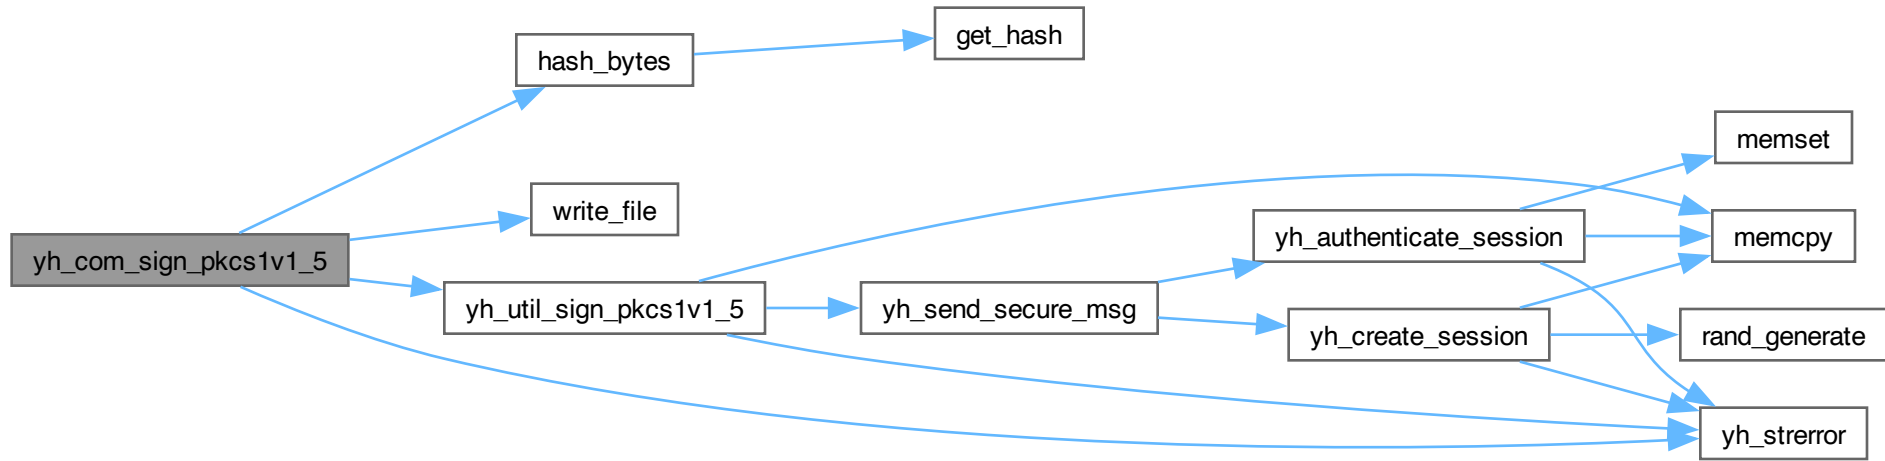 get_hash
hash_bytes
memset
write_file
yh_authenticate_session
memcpy
yh_com_sign_pkcs1v1_5
yh_util_sign_pkcs1v1_5
yh_send_secure_msg
yh_create_session
rand_generate
yh_strerror